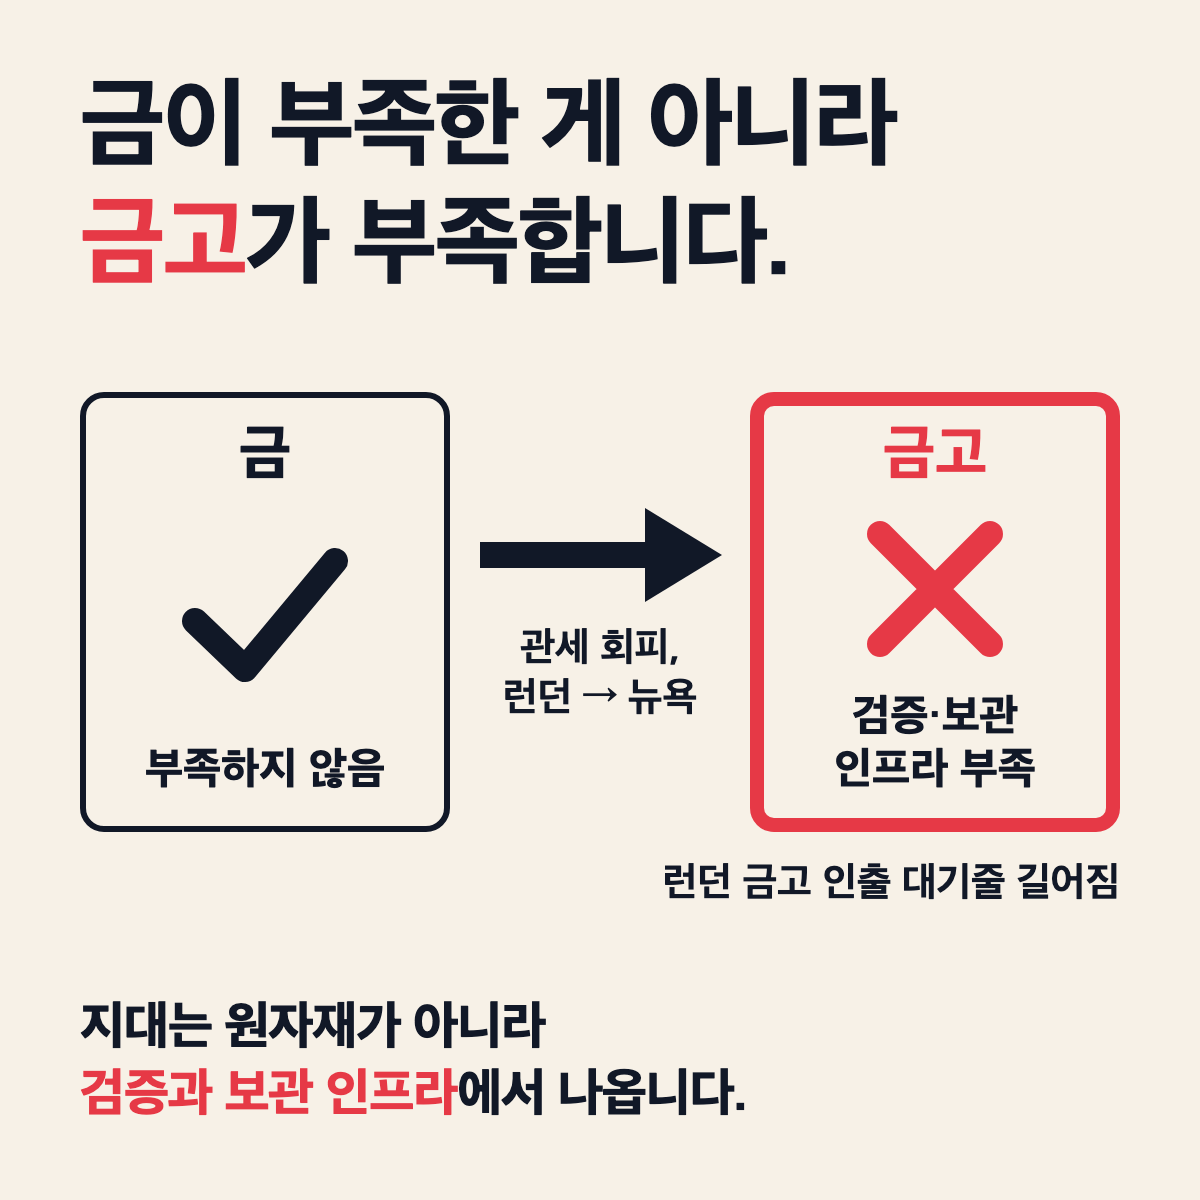 금이 부족한 게 아니라
금고가 부족합니다.
금
부족하지 않음
관세 회피,
런던 → 뉴욕
금고
검증·보관
인프라 부족
런던 금고 인출 대기줄 길어짐
지대는 원자재가 아니라
검증과 보관 인프라에서 나옵니다.